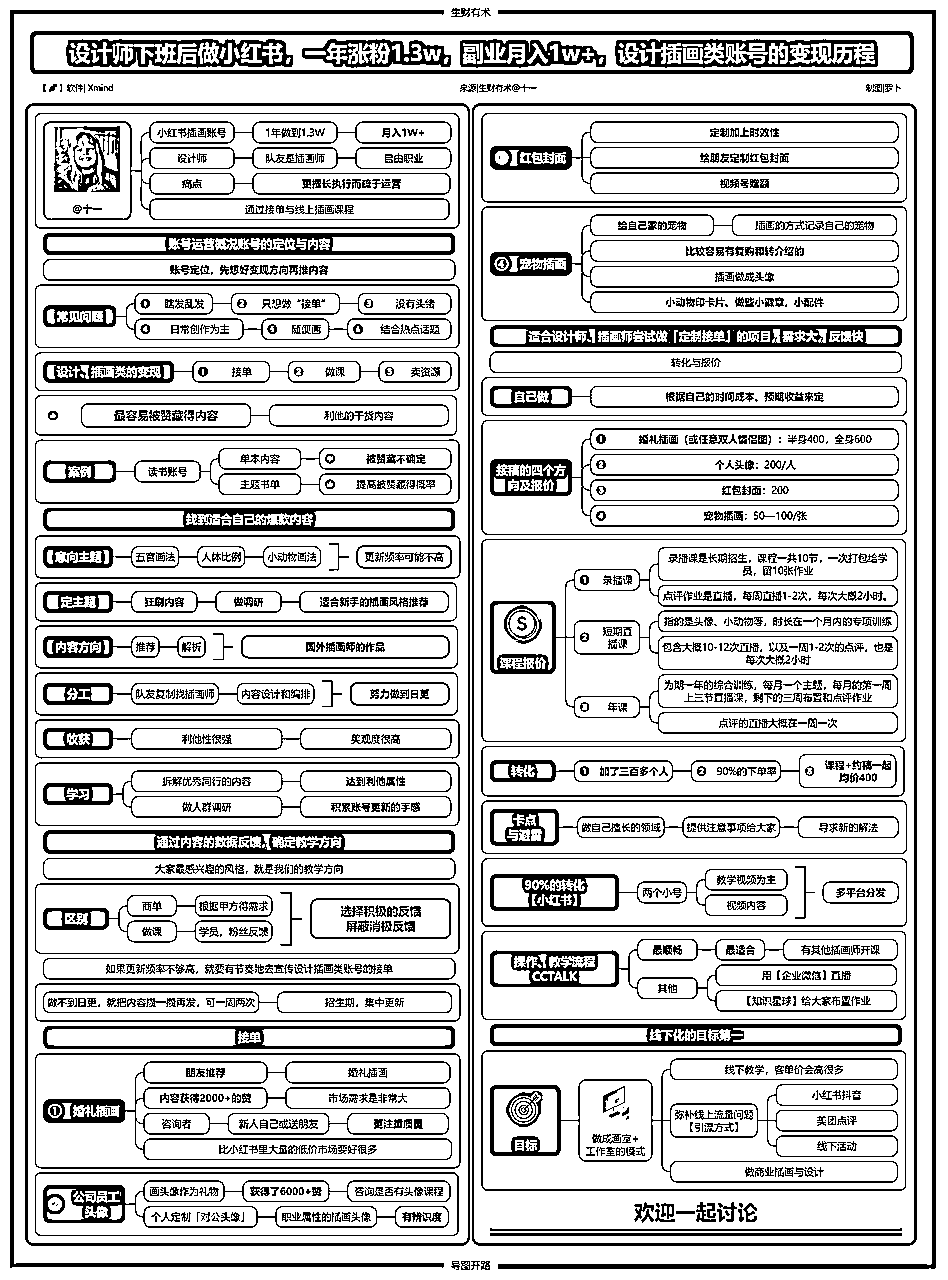 生财有术
设计师下班后做小红书，一年涨粉1.3w，副业月入1w+，设计插画类账号的变现历程
【】软件| Xmind
来源|生财有术@十一
制图|萝卜
@十一
小红书插画账号
1年做到1.3W
月入1W+
设计师
队友是插画师
自由职业
痛点
更擅长执行而疏于运营
通过接单与线上插画课程
账号运营概况账号的定位与内容
账号定位，先想好变现方向再推内容
常见问题
1 瞎发乱发
2 只想做“接单”
3 没有头绪
4 日常创作为主
随便画
结合热点话题
设计、插画类的变现
1 接单
2 做课
3 卖资源
最容易被赞藏得内容
利他的干货内容
案例
读书账号
单本内容
被赞藏不确定
主题书单
提高被赞藏得概率
找到适合自己的爆款内容
意向主题
五官画法
人体比例
小动物画法
更新频率可能不高
定主题
狂刷内容
做调研
适合新手的插画风格推荐
内容方向
推荐
解析
国外插画师的作品
分工
队友复制找插画师
内容设计和编排
努力做到日更
收获
利他性很强
美观度很高
学习
拆解优秀同行的内容
达到利他属性
做人群调研
积累账号更新的手感
通过内容的数据反馈，确定教学方向
大家最感兴趣的风格，就是我们的教学方向
区别
商单
根据甲方得需求
做课
学员，粉丝反馈
选择积极的反馈
屏蔽消极反馈
如果更新频率不够高，就要有节奏地去宣传设计插画类账号的接单
做不到日更，就把内容攒一攒再发，可一周两次
招生期，集中更新
接单
① 婚礼插画
朋友推荐
婚礼插画
内容获得2000+的赞
市场需求是非常大
咨询者
新人自己或送朋友
更注重质量
比小红书里大量的低价市场要好很多
公司员工
头像
画头像作为礼物
获得了6000+赞
咨询是否有头像课程
个人定制「对公头像」
职业属性的插画头像
有辨识度
红包封面
定制加上时效性
给朋友定制红包封面
视频号赠器
④ 宠物插画
给自己家的宠物
插画的方式记录自己的宠物
比较容易有复购和转介绍的
插画做成头像
小动物印卡片、做些小徽章，小配件
适合设计师、插画师尝试做「定制接单」的项目，需求大，反馈快
转化与报价
自己做
根据自己的时间成本、预期收益来定
接稿的四个方
向及报价
1 婚礼插画（或任意双人情侣图）：半身400，全身600
2 个人头像：200/人
3 红包封面：200
4 宠物插画：50—100/张
课程报价
1 录播课
录播课是长期招生，课程一共10节，一次打包给学
员，留10张作业
点评作业是直播，每周直播1-2次，每次大概2小时。
2 短期直
播课
指的是头像、小动物等，时长在一个月内的专项训练
包含大概10-12次直播，以及一周1-2次的点评，也是
每次大概2小时
3 年课
为期一年的综合训练，每月一个主题，每月的第一周
上三节直播课，剩下的三周布置和点评作业
点评的直播大概在一周一次
转化
1 加了三百多个人
2 90%的下单率
3 课程+约稿一起
均价400
卡点
与避雷
做自己擅长的领域
提供注意事项给大家
寻求新的解法
90%的转化
【小红书】
两个小号
教学视频为主
视频内容
多平台分发
操作、教学流程
CCTALK
最顺畅
最适合
有其他插画师开课
其他
用【企业微信】直播
【知识星球】给大家布置作业
线下化的目标第二
目标
做成画室+
工作室的模式
线下教学，客单价会高很多
弥补线上流量问题
【引流方式】
小红书抖音
美团点评
线下活动
做商业插画与设计
欢迎一起讨论
导图开路